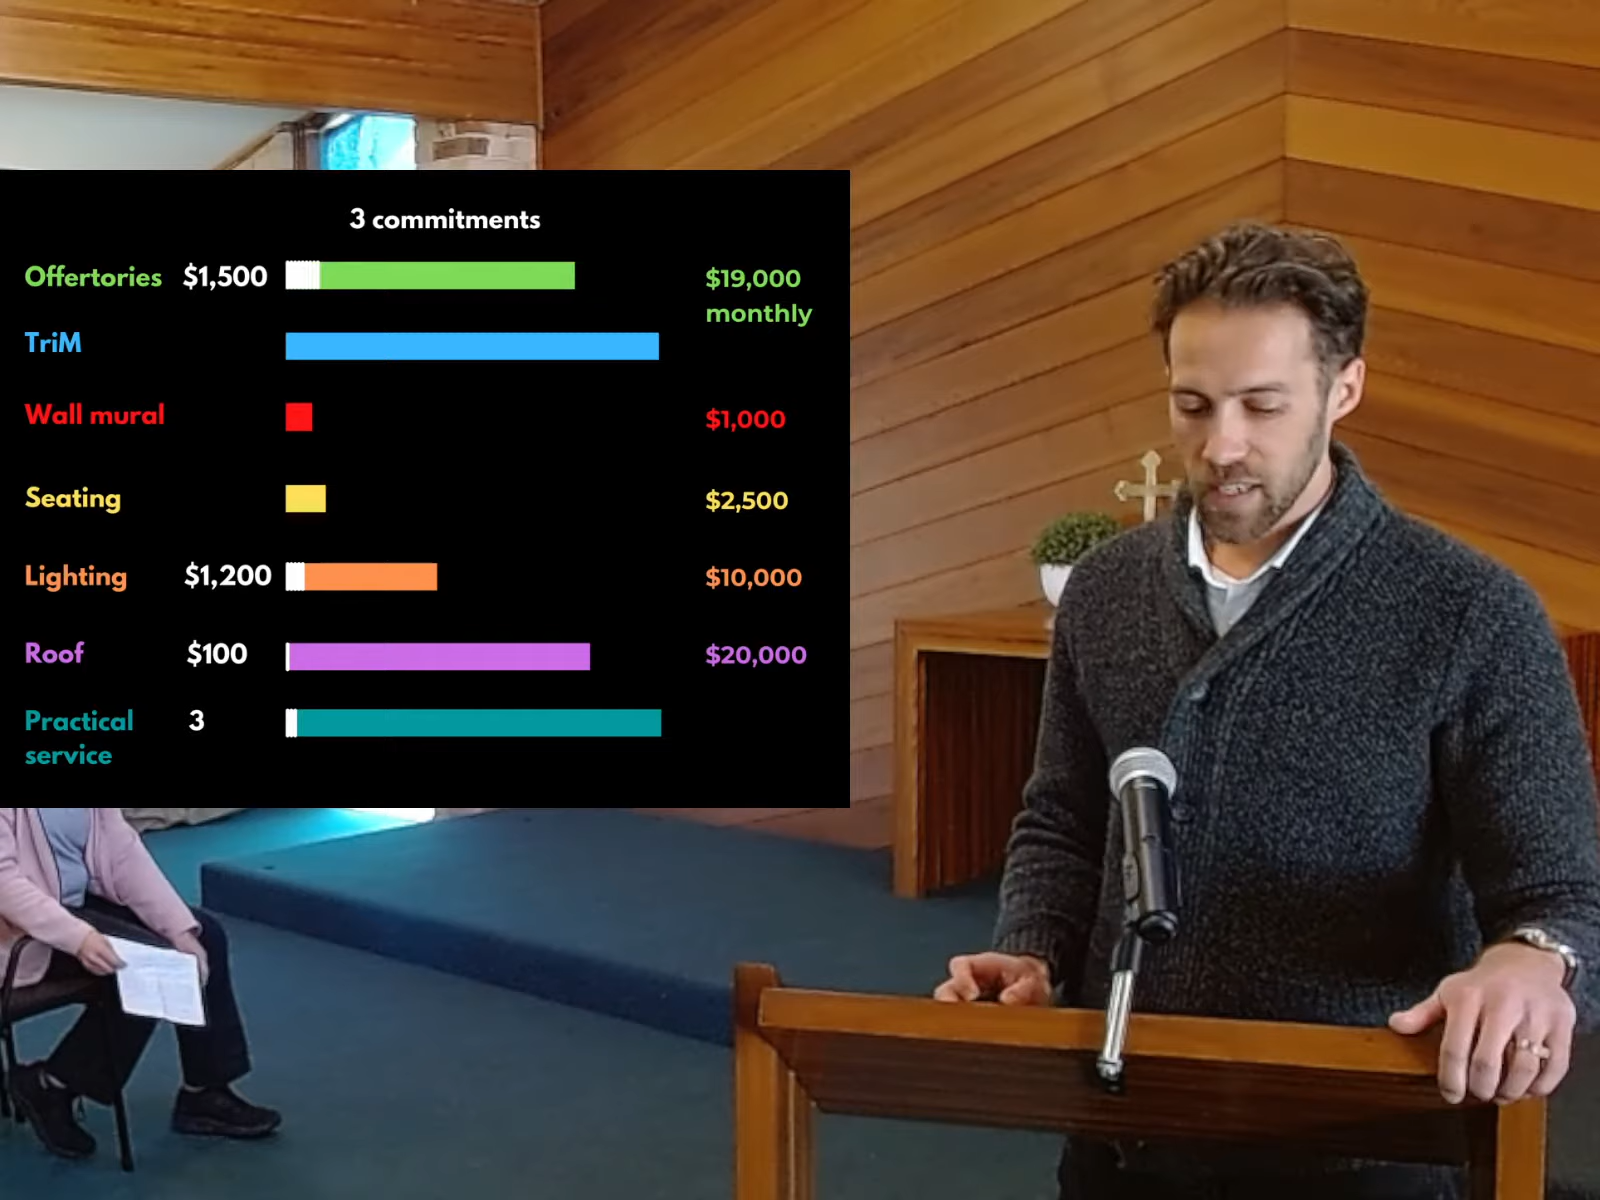 3 commitments
Offertories $1,500 $19,000
monthly
TriM
Wall mural $1,000
Seating $2,500
Lighting $1,200 $10,000
Roof $100 $20,000
Practical 3
service